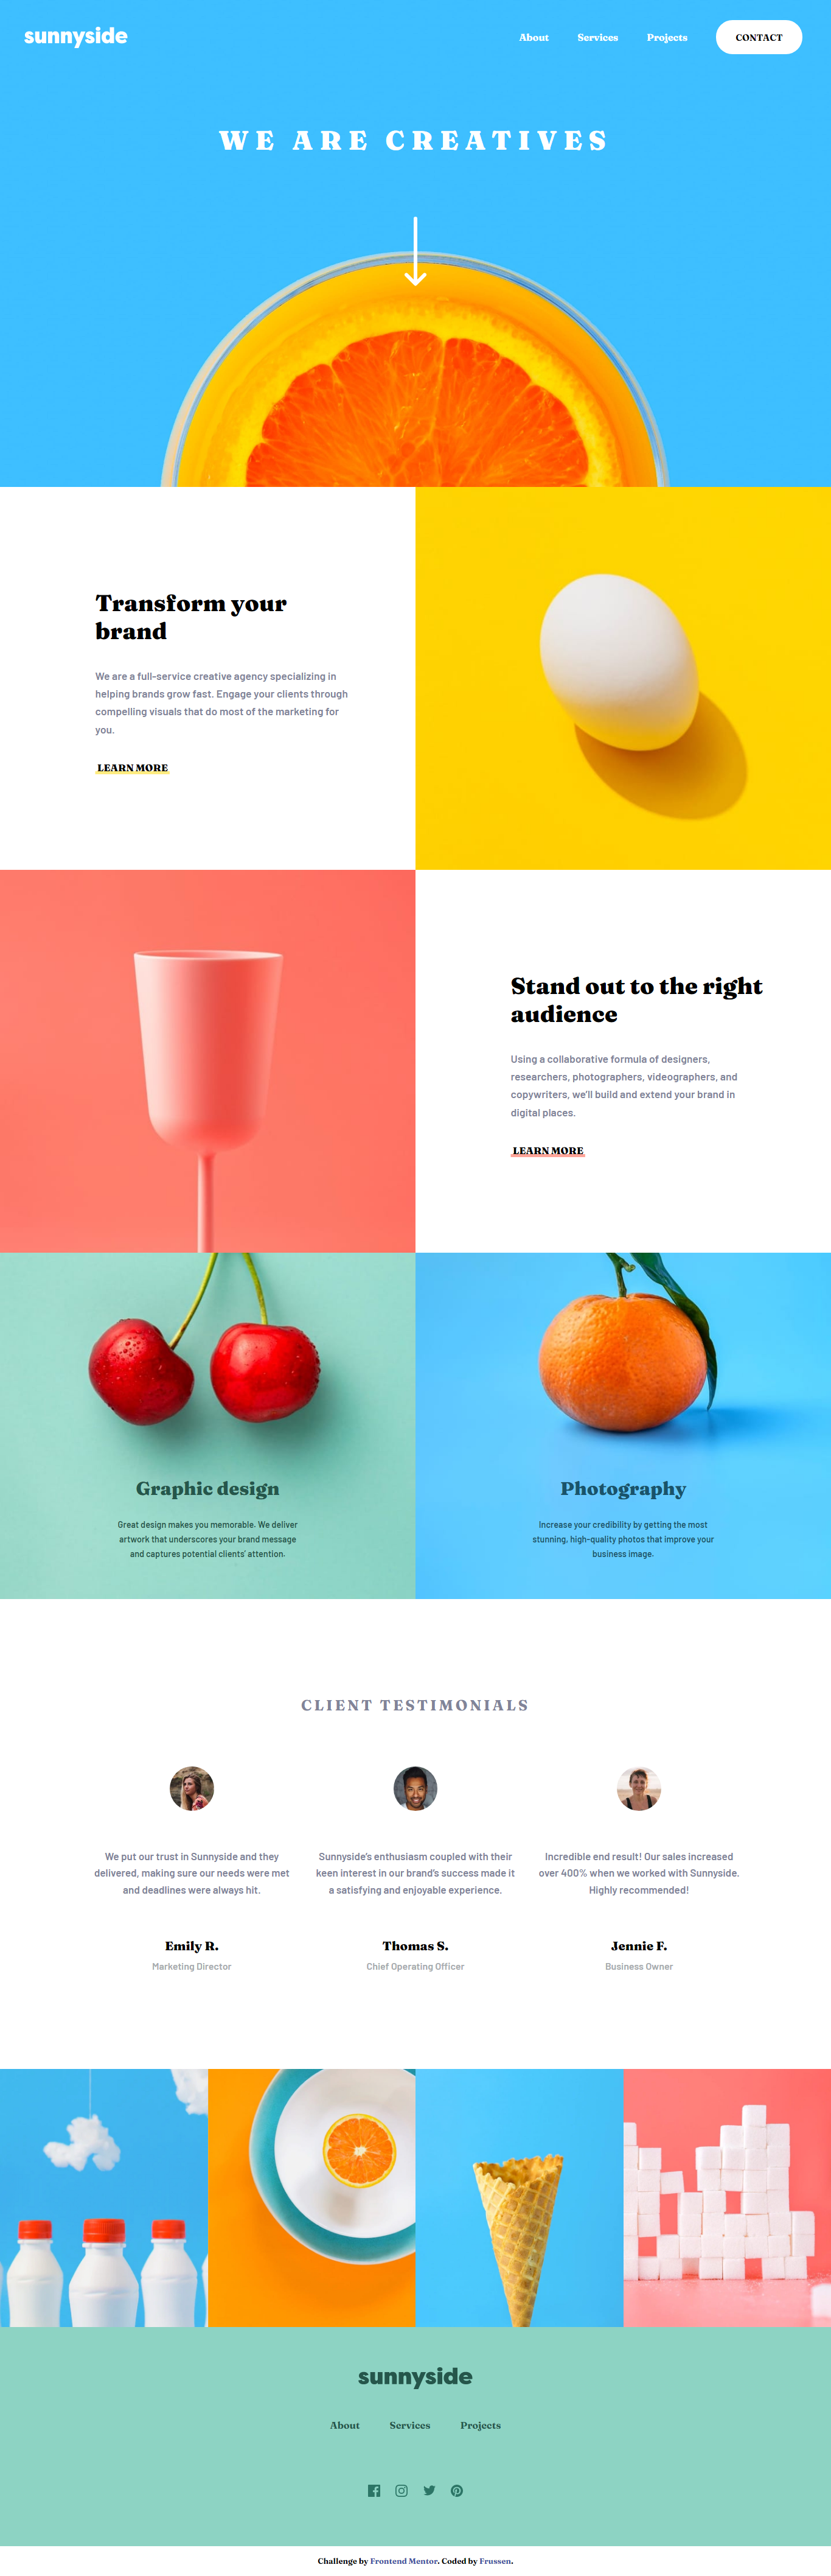 sunnyside
About Services Projects CONTACT
WE ARE CREATIVES
Transform your
brand
We are a full-service creative agency specializing in
helping brands grow fast. Engage your clients through
compelling visuals that do most of the marketing for
you.
LEARN MORE
Stand out to the right
audience
Using a collaborative formula of designers,
researchers, photographers, videographers, and
copywriters, we'll build and extend your brand in
digital places.
LEARN MORE
Graphic design
Great design makes you memorable. We deliver
artwork that underscores your brand message
and captures potential clients' attention.
Photography
Increase your credibility by getting the most
stunning, high-quality photos that improve your
business image.
CLIENT TESTIMONIALS
We put our trust in Sunnyside and they
delivered, making sure our needs were met
and deadlines were always hit.
Emily R.
Marketing Director
Sunnyside's enthusiasm coupled with their
keen interest in our brand's success made it
a satisfying and enjoyable experience.
Thomas S.
Chief Operating Officer
Incredible end result! Our sales increased
over 400% when we worked with Sunnyside.
Highly recommended!
Jennie F.
Business Owner
sunnyside
About Services Projects
Challenge by Frontend Mentor. Coded by Frussen.